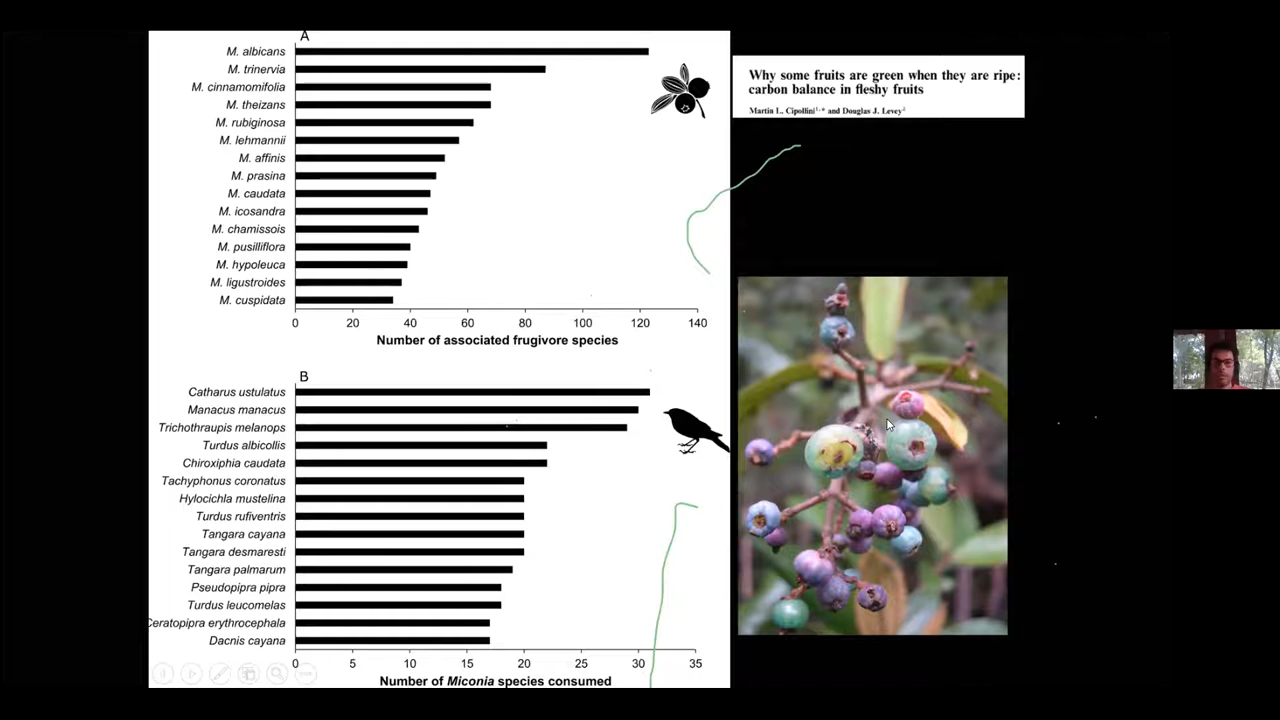 A
M. albicans
M. trinervia
M. cinnamomifolia
M. theizans
M. rubiginosa
M. lehmannii
M. affinis
M. prasina
M. caudata
M. icosandra
M. chamissois
M. pusilliflora
M. hypoleuca
M. ligustroides
M. cuspidata
0 20 40 60 80 100 120 140
Number of associated frugivore species
B
Catharus ustulatus
Manacus manacus
Trichothraupis melanops
Turdus albicollis
Chiroxiphia caudata
Tachyphonus coronatus
Hylocichla mustelina
Turdus rufiventris
Tangara cayana
Tangara desmaresti
Tangara palmarum
Pseudopipra pipra
Turdus leucomelas
Ceratopipra erythrocephala
Dacnis cayana
0 5 10 15 20 25 30 35
Number of Miconia species consumed
Why some fruits are green when they are ripe:
carbon balance in fleshy fruits
Martin L. Cipollini and Douglas J. Levey